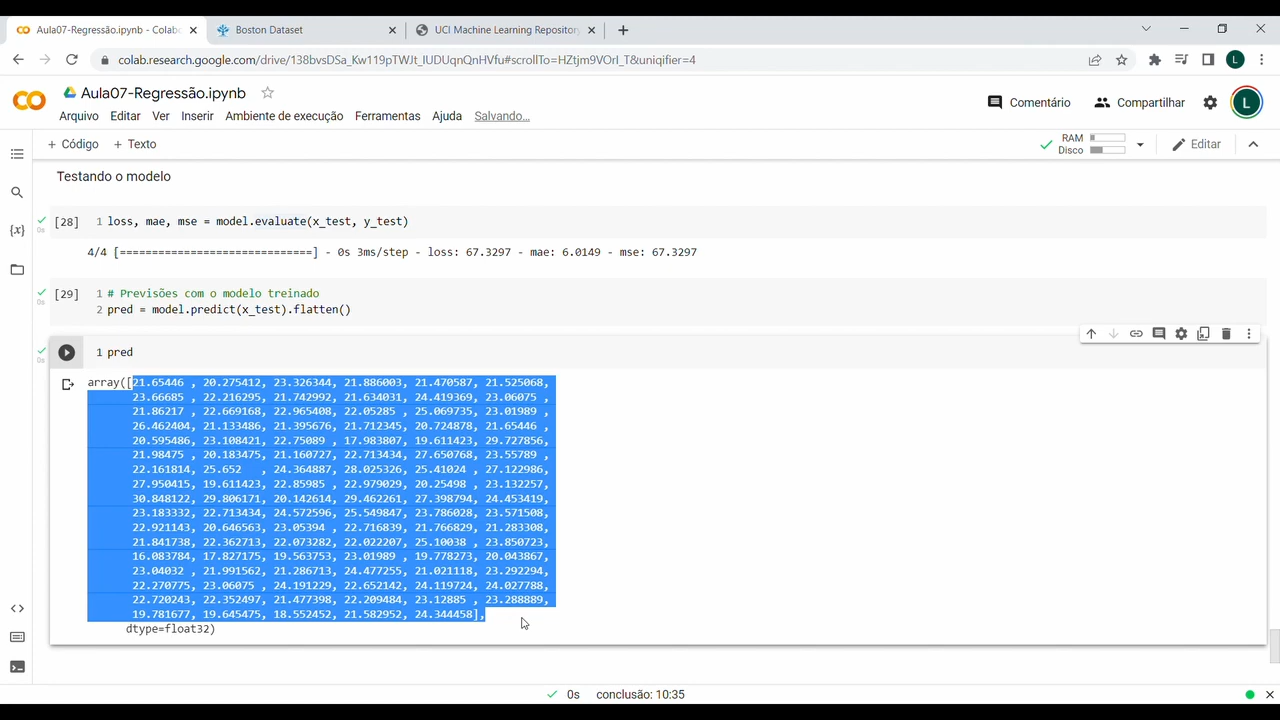 Aula07-Regressão.ipynb - Colab
Boston Dataset
UCI Machine Learning Repository
colab.research.google.com/drive/138bvsDSa_Kw119pTWJt_IUDUqnQnHVfu#scrollTo=HZtjm9VOrI_T&uniqifier=4
L
Aula07-Regressão.ipynb
Comentário
Compartilhar
L
Arquivo Editar Ver Inserir Ambiente de execução Ferramentas Ajuda Salvando...
+ Código + Texto
RAM
Disco
Editar
Testando o modelo
[28] 1 loss, mae, mse = model.evaluate(x_test, y_test)
0s
4/4 [==============================] - 0s 3ms/step - loss: 67.3297 - mae: 6.0149 - mse: 67.3297
[29] 1 # Previsões com o modelo treinado
0s 2 pred = model.predict(x_test).flatten()
1 pred
0s
array([21.65446 , 20.275412, 23.326344, 21.886003, 21.470587, 21.525068,
23.66685 , 22.216295, 21.742992, 21.634031, 24.419369, 23.06075 ,
21.86217 , 22.669168, 22.965408, 22.05285 , 25.069735, 23.01989 ,
26.462404, 21.133486, 21.395676, 21.712345, 20.724878, 21.65446 ,
20.595486, 23.108421, 22.75089 , 17.983807, 19.611423, 29.727856,
21.98475 , 20.183475, 21.160727, 22.713434, 27.650768, 23.55789 ,
22.161814, 25.652 , 24.364887, 28.025326, 25.41024 , 27.122986,
27.950415, 19.611423, 22.85985 , 22.979029, 20.25498 , 23.132257,
30.848122, 29.806171, 20.142614, 29.462261, 27.398794, 24.453419,
23.183332, 22.713434, 24.572596, 25.549847, 23.786028, 23.571508,
22.921143, 20.646563, 23.05394 , 22.716839, 21.766829, 21.283308,
21.841738, 22.362713, 22.073282, 22.022207, 25.10038 , 23.850723,
16.083784, 17.827175, 19.563753, 23.01989 , 19.778273, 20.043867,
23.04032 , 21.991562, 21.286713, 24.477255, 21.021118, 23.292294,
22.270775, 23.06075 , 24.191229, 22.652142, 24.119724, 24.027788,
22.720243, 22.352497, 21.477398, 22.209484, 23.12885 , 23.288889,
19.781677, 19.645475, 18.552452, 21.582952, 24.344458],
dtype=float32)
0s conclusão: 10:35